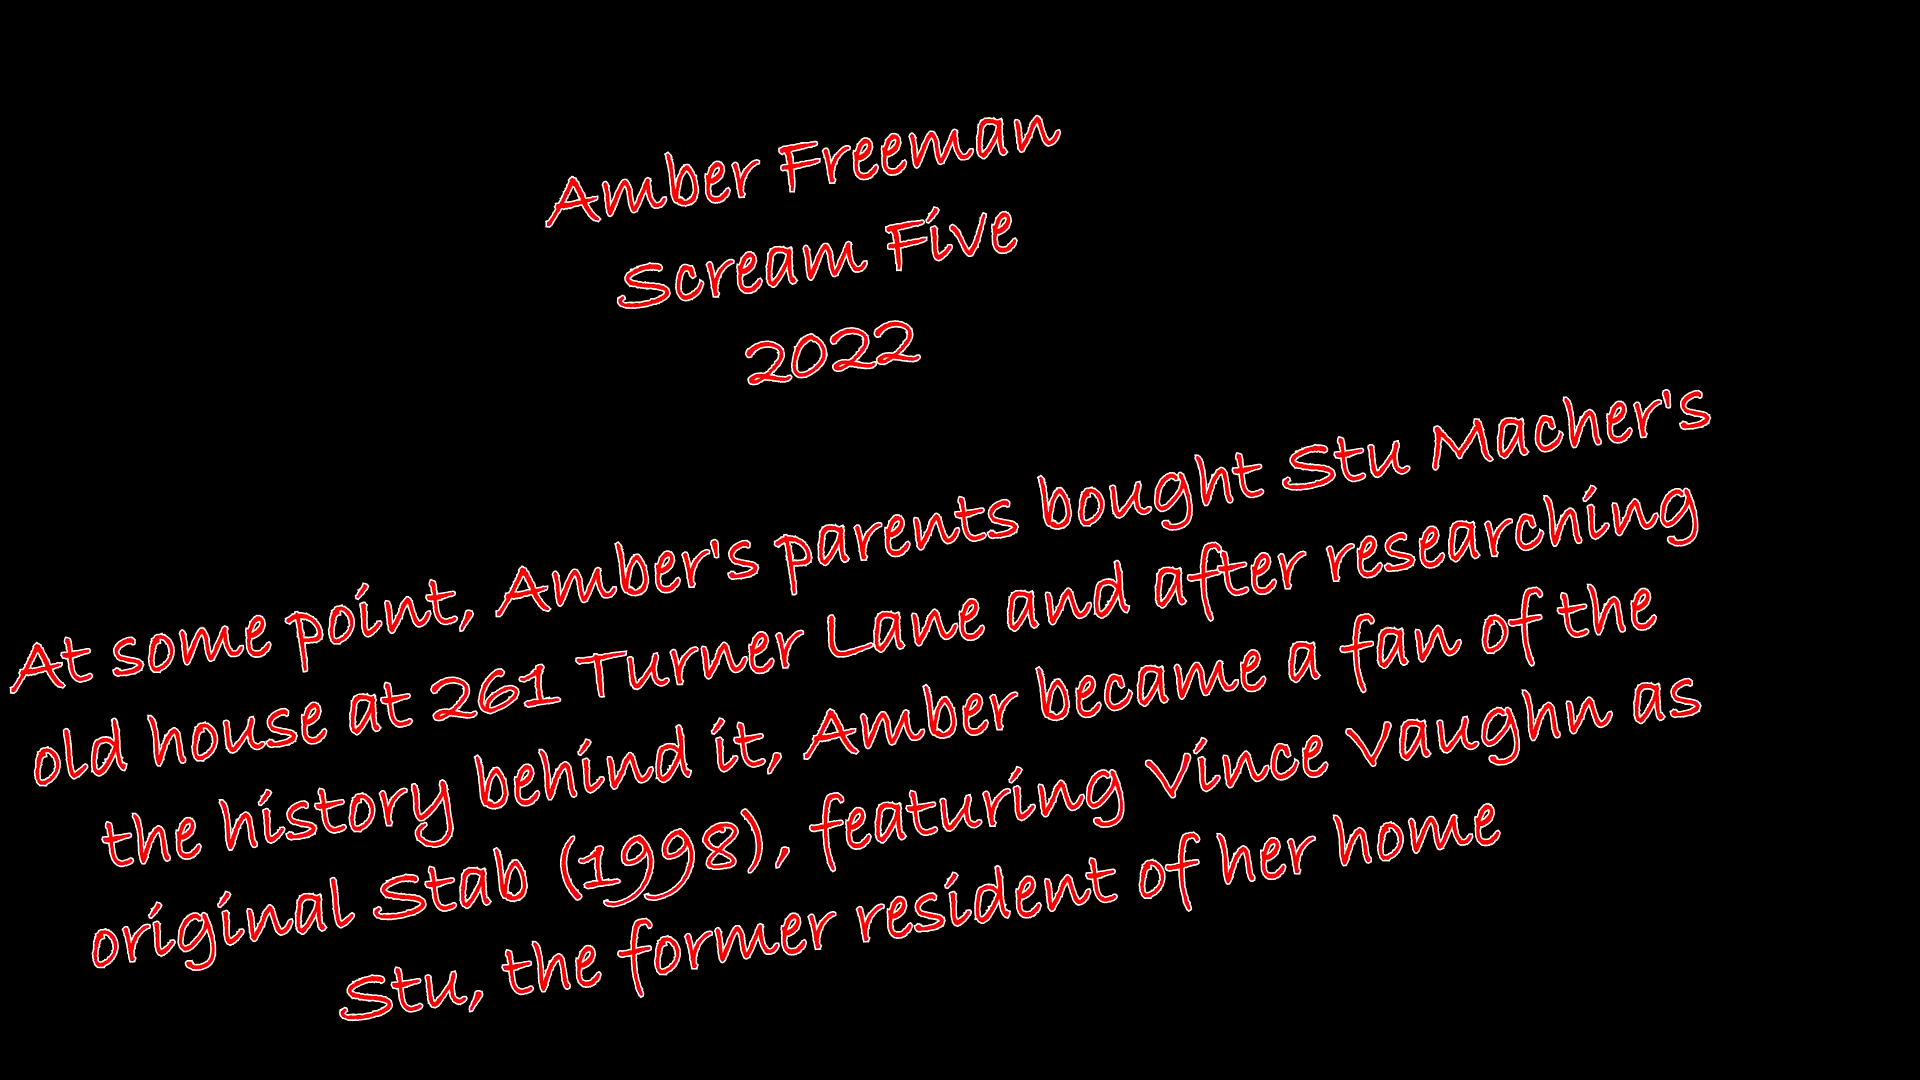 Amber Freeman
Scream Five
2022
At some point, Amber's parents bought Stu Macher's
old house at 261 Turner Lane and after researching
the history behind it, Amber became a fan of the
original Stab (1998), featuring Vince Vaughn as
Stu, the former resident of her home